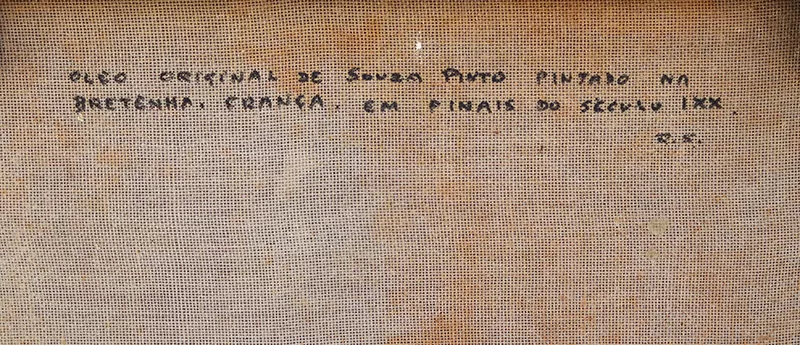 OLEO ORIGINAL DE SOUZA PINTO PINTADO NA
BRETENHA. FRANÇA. EM FINAIS DO SECULO IXX.
R.S.